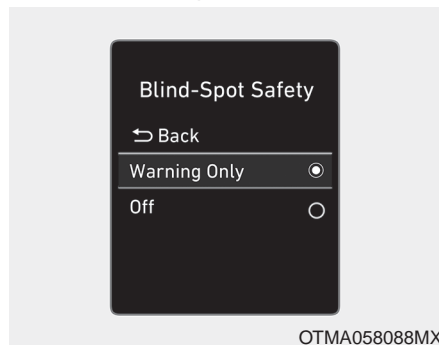 Blind-Spot Safety
Back
Warning Only
Off
OTMA058088MX